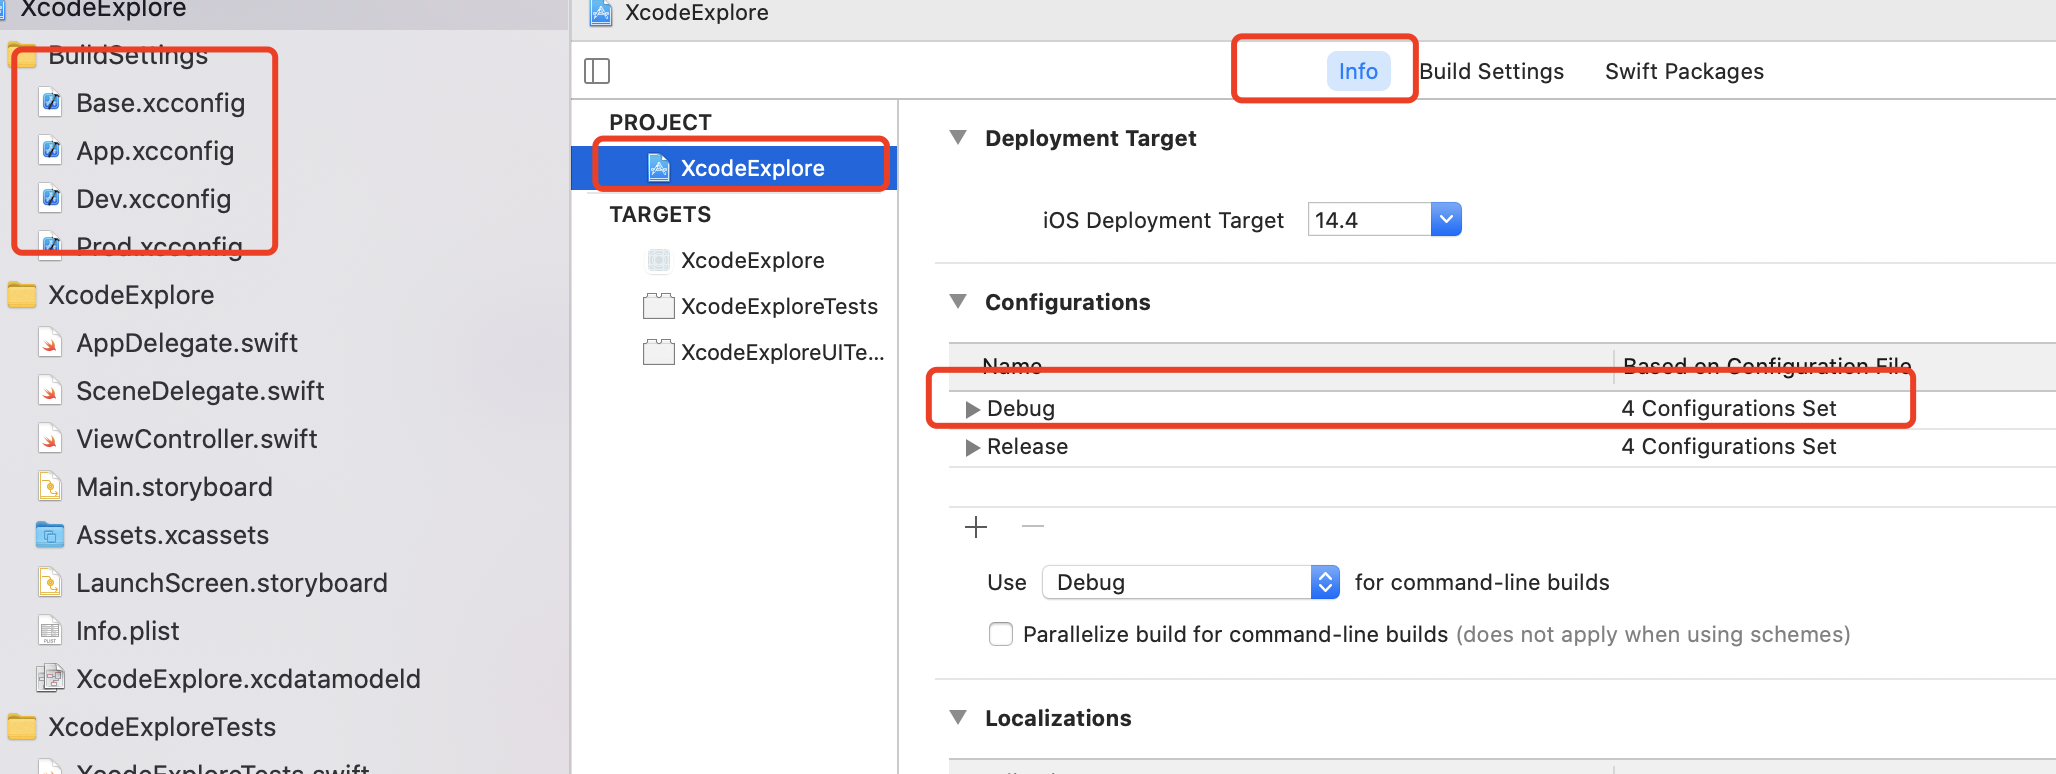 XcodeExplore
BuildSettings
Base.xcconfig
App.xcconfig
Dev.xcconfig
Prod.xcconfig
XcodeExplore
AppDelegate.swift
SceneDelegate.swift
ViewController.swift
Main.storyboard
Assets.xcassets
LaunchScreen.storyboard
Info.plist
XcodeExplore.xcdatamodeld
XcodeExploreTests
XcodeExploreTests.swift
XcodeExplore
Info Build Settings Swift Packages
PROJECT
XcodeExplore
TARGETS
XcodeExplore
XcodeExploreTests
XcodeExploreUITe...
Deployment Target
iOS Deployment Target 14.4
Configurations
Name Based on Configuration File
Debug 4 Configurations Set
Release 4 Configurations Set
Use Debug for command-line builds
Parallelize build for command-line builds (does not apply when using schemes)
Localizations